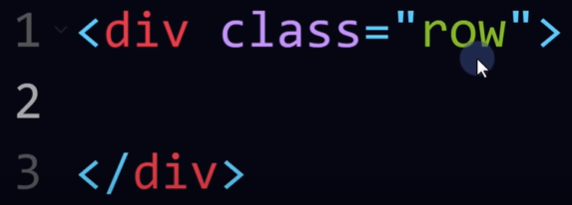 1 <div class="row">
2
3 </div>